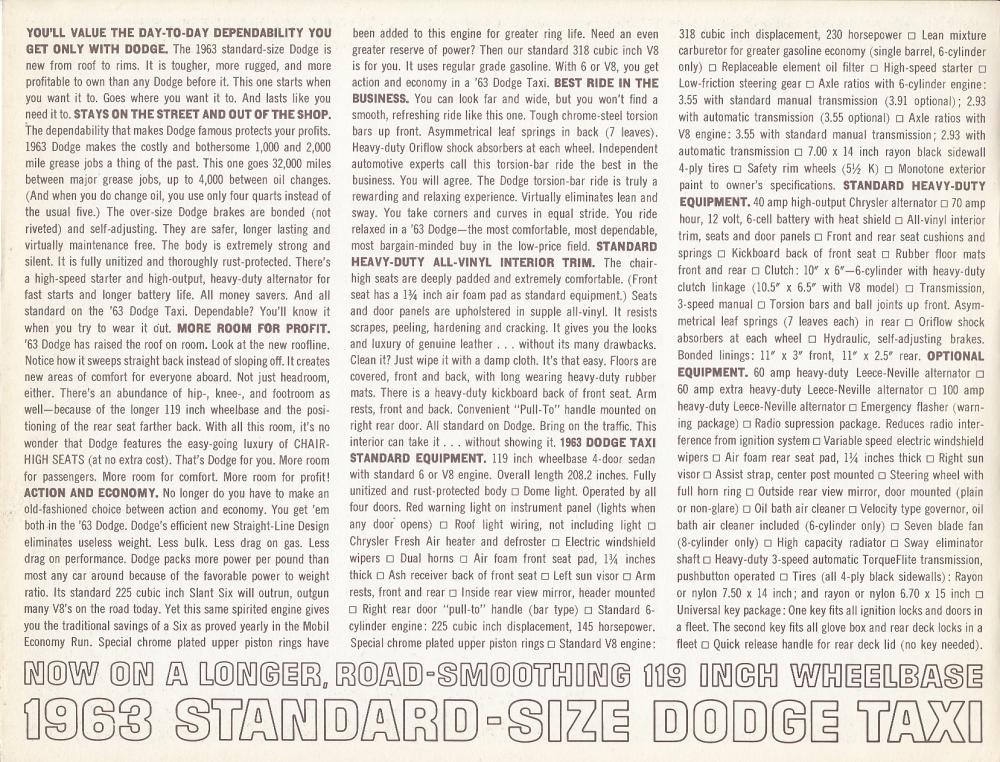 YOU'LL VALUE THE DAY-TO-DAY DEPENDABILITY YOU
GET ONLY WITH DODGE. The 1963 standard-size Dodge is
new from roof to rims. It is tougher, more rugged, and more
profitable to own than any Dodge before it. This one starts when
you want it to. Goes where you want it to. And lasts like you
need it to. STAYS ON THE STREET AND OUT OF THE SHOP.
The dependability that makes Dodge famous protects your profits.
1963 Dodge makes the costly and bothersome 1,000 and 2,000
mile grease jobs a thing of the past. This one goes 32,000 miles
between major grease jobs, up to 4,000 between oil changes.
(And when you do change oil, you use only four quarts instead of
the usual five.) The over-size Dodge brakes are bonded (not
riveted) and self-adjusting. They are safer, longer lasting and
virtually maintenance free. The body is extremely strong and
silent. It is fully unitized and thoroughly rust-protected. There's
a high-speed starter and high-output, heavy-duty alternator for
fast starts and longer battery life. All money savers. And all
standard on the '63 Dodge Taxi. Dependable? You'll know it
when you try to wear it out. MORE ROOM FOR PROFIT.
'63 Dodge has raised the roof on room. Look at the new roofline.
Notice how it sweeps straight back instead of sloping off. It creates
new areas of comfort for everyone aboard. Not just headroom,
either. There's an abundance of hip-, knee-, and footroom as
well—because of the longer 119 inch wheelbase and the posi-
tioning of the rear seat farther back. With all this room, it's no
wonder that Dodge features the easy-going luxury of CHAIR-
HIGH SEATS (at no extra cost). That's Dodge for you. More room
for passengers. More room for comfort. More room for profit!
ACTION AND ECONOMY. No longer do you have to make an
old-fashioned choice between action and economy. You get 'em
both in the '63 Dodge. Dodge's efficient new Straight-Line Design
eliminates useless weight. Less bulk. Less drag on gas. Less
drag on performance. Dodge packs more power per pound than
most any car around because of the favorable power to weight
ratio. Its standard 225 cubic inch Slant Six will outrun, outgun
many V8's on the road today. Yet this same spirited engine gives
you the traditional savings of a Six as proved yearly in the Mobil
Economy Run. Special chrome plated upper piston rings have
been added to this engine for greater ring life. Need an even
greater reserve of power? Then our standard 318 cubic inch V8
is for you. It uses regular grade gasoline. With 6 or V8, you get
action and economy in a '63 Dodge Taxi. BEST RIDE IN THE
BUSINESS. You can look far and wide, but you won't find a
smooth, refreshing ride like this one. Tough chrome-steel torsion
bars up front. Asymmetrical leaf springs in back (7 leaves).
Heavy-duty Oriflow shock absorbers at each wheel. Independent
automotive experts call this torsion-bar ride the best in the
business. You will agree. The Dodge torsion-bar ride is truly a
rewarding and relaxing experience. Virtually eliminates lean and
sway. You take corners and curves in equal stride. You ride
relaxed in a '63 Dodge—the most comfortable, most dependable,
most bargain-minded buy in the low-price field. STANDARD
HEAVY-DUTY ALL-VINYL INTERIOR TRIM. The chair-
high seats are deeply padded and extremely comfortable. (Front
seat has a 1¾ inch air foam pad as standard equipment.) Seats
and door panels are upholstered in supple all-vinyl. It resists
scrapes, peeling, hardening and cracking. It gives you the looks
and luxury of genuine leather . . . without its many drawbacks.
Clean it? Just wipe it with a damp cloth. It's that easy. Floors are
covered, front and back, with long wearing heavy-duty rubber
mats. There is a heavy-duty kickboard back of front seat. Arm
rests, front and back. Convenient "Pull-To" handle mounted on
right rear door. All standard on Dodge. Bring on the traffic. This
interior can take it . . . without showing it. 1963 DODGE TAXI
STANDARD EQUIPMENT. 119 inch wheelbase 4-door sedan
with standard 6 or V8 engine. Overall length 208.2 inches. Fully
unitized and rust-protected body □ Dome light. Operated by all
four doors. Red warning light on instrument panel (lights when
any door opens) □ Roof light wiring, not including light □
Chrysler Fresh Air heater and defroster □ Electric windshield
wipers □ Dual horns □ Air foam front seat pad, 1¾ inches
thick □ Ash receiver back of front seat □ Left sun visor □ Arm
rests, front and rear □ Inside rear view mirror, header mounted
□ Right rear door "pull-to" handle (bar type) □ Standard 6-
cylinder engine: 225 cubic inch displacement, 145 horsepower.
Special chrome plated upper piston rings □ Standard V8 engine:
318 cubic inch displacement, 230 horsepower □ Lean mixture
carburetor for greater gasoline economy (single barrel, 6-cylinder
only) □ Replaceable element oil filter □ High-speed starter □
Low-friction steering gear □ Axle ratios with 6-cylinder engine:
3.55 with standard manual transmission (3.91 optional); 2.93
with automatic transmission (3.55 optional) □ Axle ratios with
V8 engine: 3.55 with standard manual transmission; 2.93 with
automatic transmission □ 7.00 x 14 inch rayon black sidewall
4-ply tires □ Safety rim wheels (5½ K) □ Monotone exterior
paint to owner's specifications. STANDARD HEAVY-DUTY
EQUIPMENT. 40 amp high-output Chrysler alternator □ 70 amp
hour, 12 volt, 6-cell battery with heat shield □ All-vinyl interior
trim, seats and door panels □ Front and rear seat cushions and
springs □ Kickboard back of front seat □ Rubber floor mats
front and rear □ Clutch: 10" x 6"—6-cylinder with heavy-duty
clutch linkage (10.5" x 6.5" with V8 model) □ Transmission,
3-speed manual □ Torsion bars and ball joints up front. Asym-
metrical leaf springs (7 leaves each) in rear □ Oriflow shock
absorbers at each wheel □ Hydraulic, self-adjusting brakes.
Bonded linings: 11" x 3" front, 11" x 2.5" rear. OPTIONAL
EQUIPMENT. 60 amp heavy-duty Leece-Neville alternator □
60 amp extra heavy-duty Leece-Neville alternator □ 100 amp
heavy-duty Leece-Neville alternator □ Emergency flasher (warn-
ing package) □ Radio supression package. Reduces radio inter-
ference from ignition system □ Variable speed electric windshield
wipers □ Air foam rear seat pad, 1¼ inches thick □ Right sun
visor □ Assist strap, center post mounted □ Steering wheel with
full horn ring □ Outside rear view mirror, door mounted (plain
or non-glare) □ Oil bath air cleaner □ Velocity type governor, oil
bath air cleaner included (6-cylinder only) □ Seven blade fan
(8-cylinder only) □ High capacity radiator □ Sway eliminator
shaft □ Heavy-duty 3-speed automatic TorqueFlite transmission,
pushbutton operated □ Tires (all 4-ply black sidewalls): Rayon
or nylon 7.50 x 14 inch; and rayon or nylon 6.70 x 15 inch □
Universal key package: One key fits all ignition locks and doors in
a fleet. The second key fits all glove box and rear deck locks in a
fleet □ Quick release handle for rear deck lid (no key needed).
NOW ON A LONGER, ROAD-SMOOTHING 119 INCH WHEELBASE
1963 STANDARD-SIZE DODGE TAXI